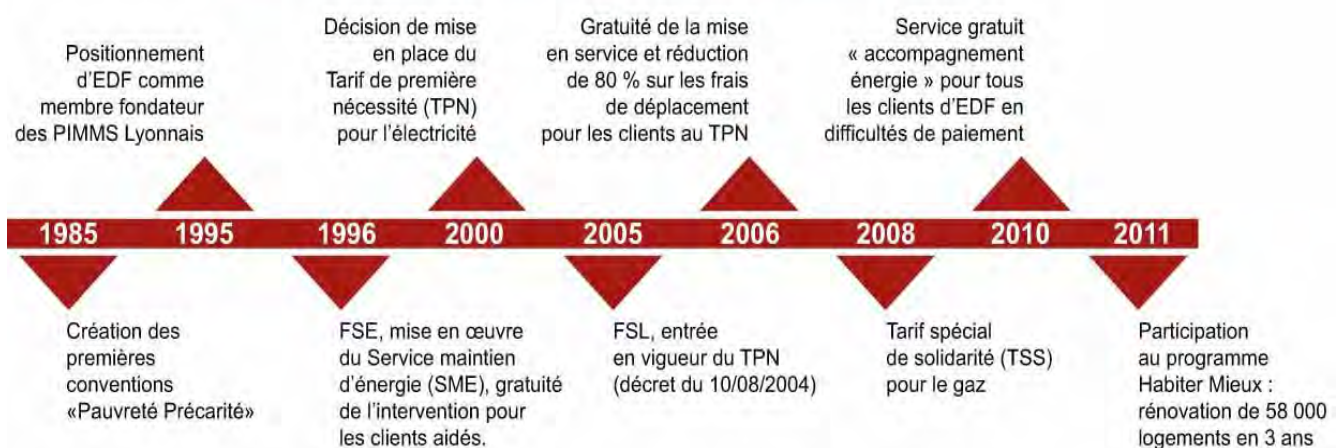 Positionnement
d'EDF comme
membre fondateur
des PIMMS Lyonnais
Décision de mise
en place du
Tarif de première
nécessité (TPN)
pour l'électricité
Gratuité de la mise
en service et réduction
de 80 % sur les frais
de déplacement
pour les clients au TPN
Service gratuit
« accompagnement
énergie » pour tous
les clients d'EDF en
difficultés de paiement
1985 1995 1996 2000 2005 2006 2008 2010 2011
Création des
premières
conventions
«Pauvreté Précarité»
FSE, mise en œuvre
du Service maintien
d'énergie (SME), gratuité
de l'intervention pour
les clients aidés.
FSL, entrée
en vigueur du TPN
(décret du 10/08/2004)
Tarif spécial
de solidarité (TSS)
pour le gaz
Participation
au programme
Habiter Mieux :
rénovation de 58 000
logements en 3 ans